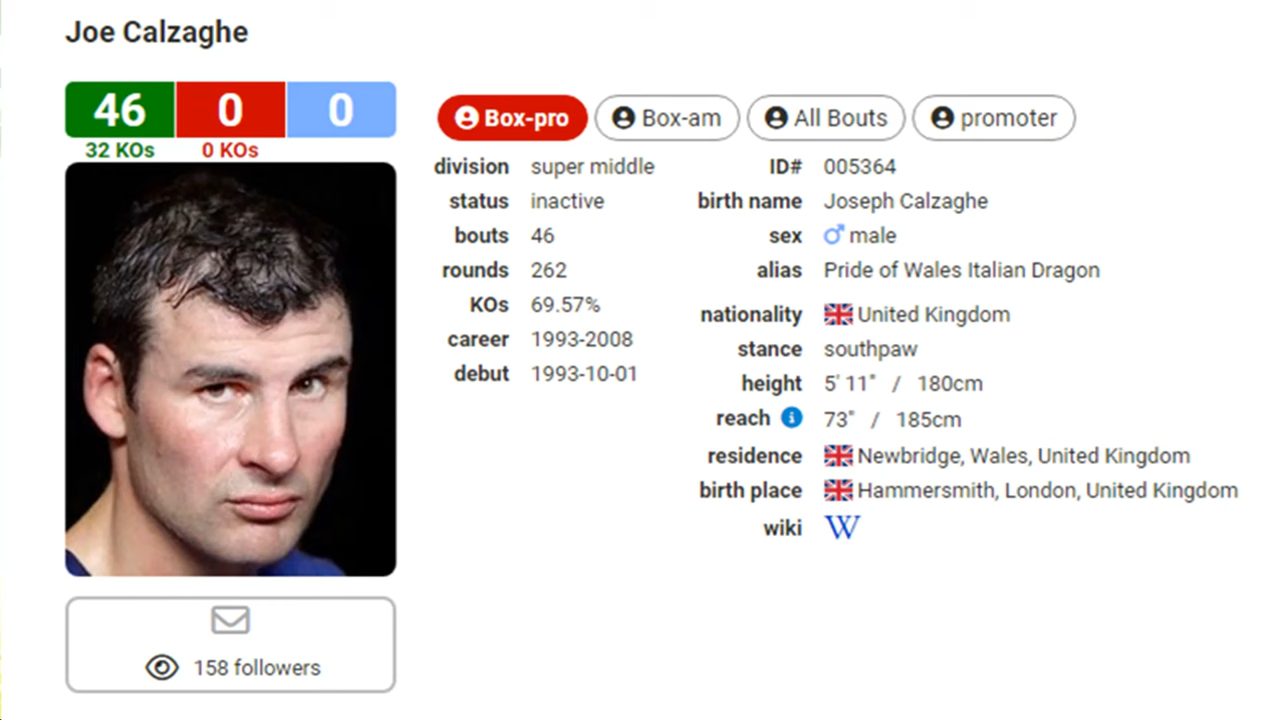 Joe Calzaghe
46 0 0
32 KOs 0 KOs
Box-pro Box-am All Bouts promoter
division super middle ID# 005364
status inactive birth name Joseph Calzaghe
bouts 46 sex ♂ male
rounds 262 alias Pride of Wales Italian Dragon
KOs 69.57%
nationality United Kingdom
career 1993-2008 stance southpaw
debut 1993-10-01 height 5' 11" / 180cm
reach i 73" / 185cm
residence Newbridge, Wales, United Kingdom
birth place Hammersmith, London, United Kingdom
wiki W
158 followers